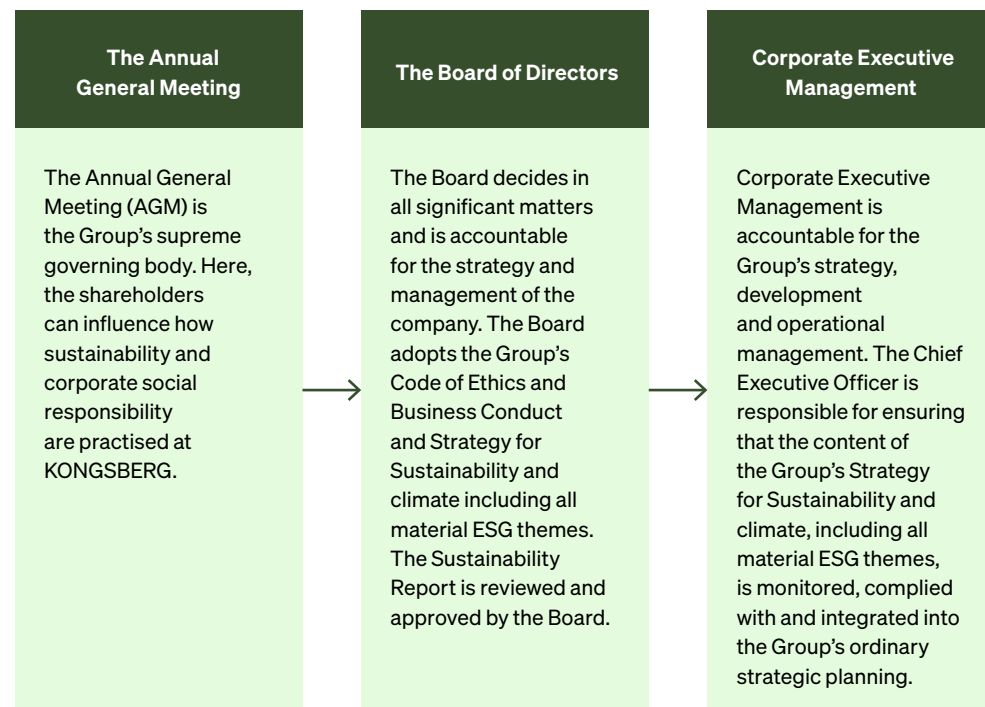 The Annual
General Meeting
The Annual General
Meeting (AGM) is
the Group’s supreme
governing body. Here,
the shareholders
can influence how
sustainability and
corporate social
responsibility
are practised at
KONGSBERG.
The Board of Directors
The Board decides in
all significant matters
and is accountable
for the strategy and
management of the
company. The Board
adopts the Group’s
Code of Ethics and
Business Conduct
and Strategy for
Sustainability and
climate including all
material ESG themes.
The Sustainability
Report is reviewed and
approved by the Board.
Corporate Executive
Management
Corporate Executive
Management is
accountable for the
Group’s strategy,
development
and operational
management. The Chief
Executive Officer is
responsible for ensuring
that the content of
the Group’s Strategy
for Sustainability and
climate, including all
material ESG themes,
is monitored, complied
with and integrated into
the Group’s ordinary
strategic planning.